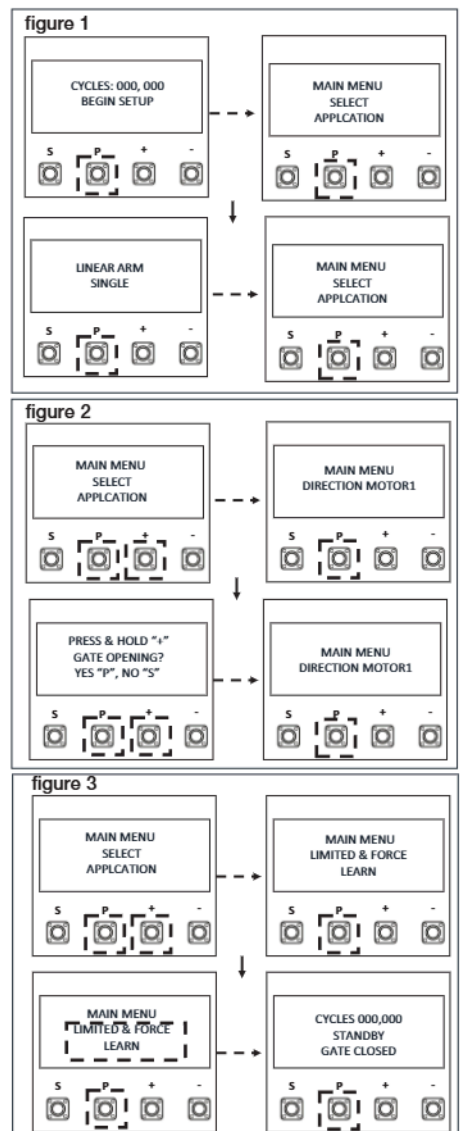 figure 1
CYCLES: 000, 000
BEGIN SETUP
S P + -
MAIN MENU
SELECT
APPLCATION
S P + -
LINEAR ARM
SINGLE
S P + -
MAIN MENU
SELECT
APPLCATION
S P + -
figure 2
MAIN MENU
SELECT
APPLCATION
S P + -
MAIN MENU
DIRECTION MOTOR1
S P + -
PRESS & HOLD "+"
GATE OPENING?
YES "P", NO "S"
S P + -
MAIN MENU
DIRECTION MOTOR1
S P + -
figure 3
MAIN MENU
SELECT
APPLCATION
S P + -
MAIN MENU
LIMITED & FORCE
LEARN
S P + -
MAIN MENU
LIMITED & FORCE
LEARN
S P + -
CYCLES 000,000
STANDBY
GATE CLOSED
S P + -